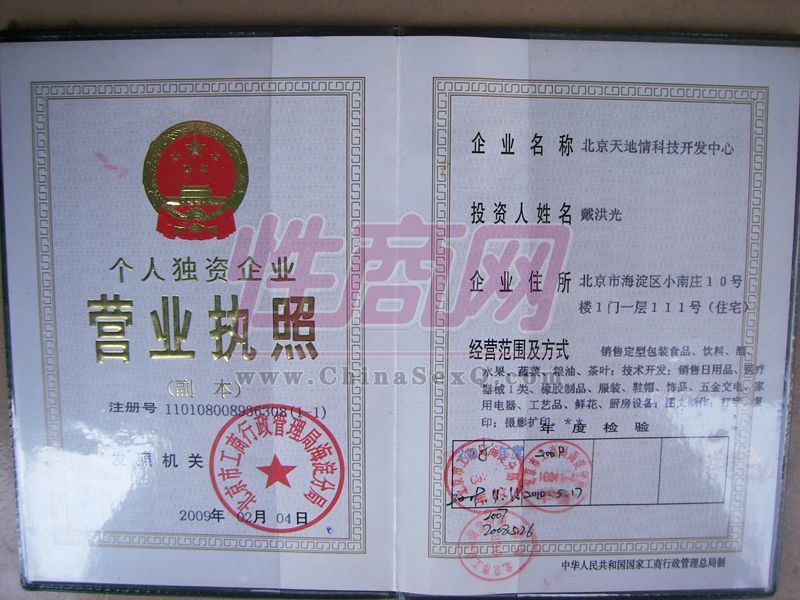 个人独资企业
营业执照
（副 本）
注册号 110108008936308(1-1)
发照机关
北京市工商行政管理局海淀分局
2009年 02月 04日
企业名称 北京天地情科技开发中心
投资人姓名 戴洪光
企业住所 北京市海淀区小南庄10号
楼1门一层111号(住宅)
经营范围及方式 销售定型包装食品、饮料、酒、
水果、蔬菜、粮油、茶叶；技术开发；销售日用品、医疗
器械I类、橡胶制品、服装、鞋帽、饰品、五金交电、家
用电器、工艺品、鲜花、厨房设备；图文制作；打字、复
印；摄影扩印。**
年度检验
2010.5.17
中华人民共和国国家工商行政管理总局制
性商网
www.ChinaSexQ.com